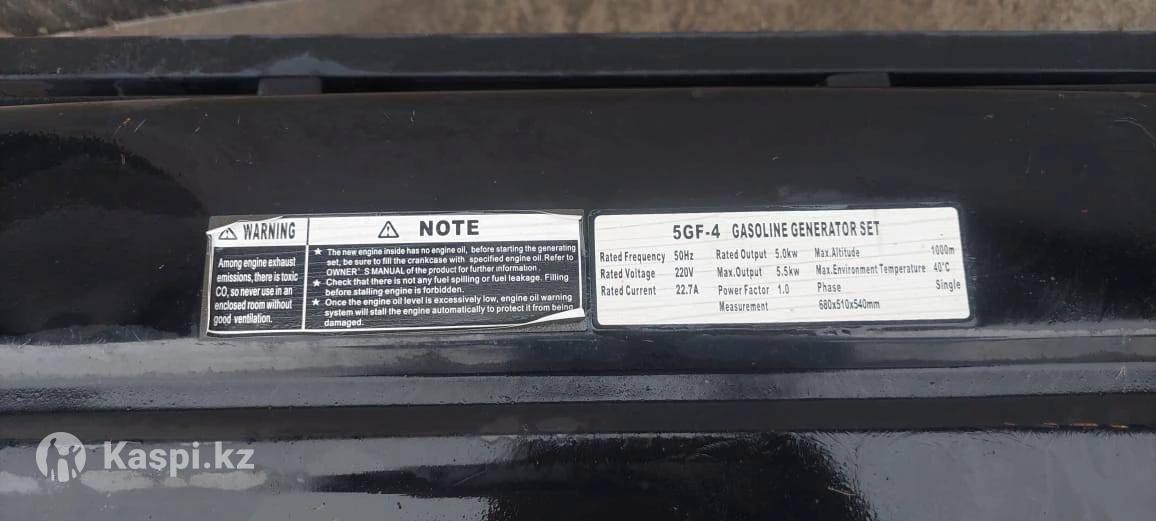 WARNING
Among engine exhaust
emissions, there is toxic
CO, so never use an in
enclosed room without
good ventilation.
NOTE
★ The new engine inside has no engine oil, before starting the generating
set, be sure to fill the crankcase with specified engine oil. Refer to
OWNER' S MANUAL of the product for further information.
★ Check that there is not any fuel spilling or fuel leakage. Filling
before stalling engine is forbidden.
★ Once the engine oil level is excessively low, engine oil warning
system will stall the engine automatically to protect it from being
damaged.
5GF-4 GASOLINE GENERATOR SET
Rated Frequency 50Hz Rated Output 5.0kw Max.Altitude 1000m
Rated Voltage 220V Max.Output 5.5kw Max.Environment Temperature 40°C
Rated Current 22.7A Power Factor 1.0 Phase Single
Measurement 680x510x540mm
Kaspi.kz